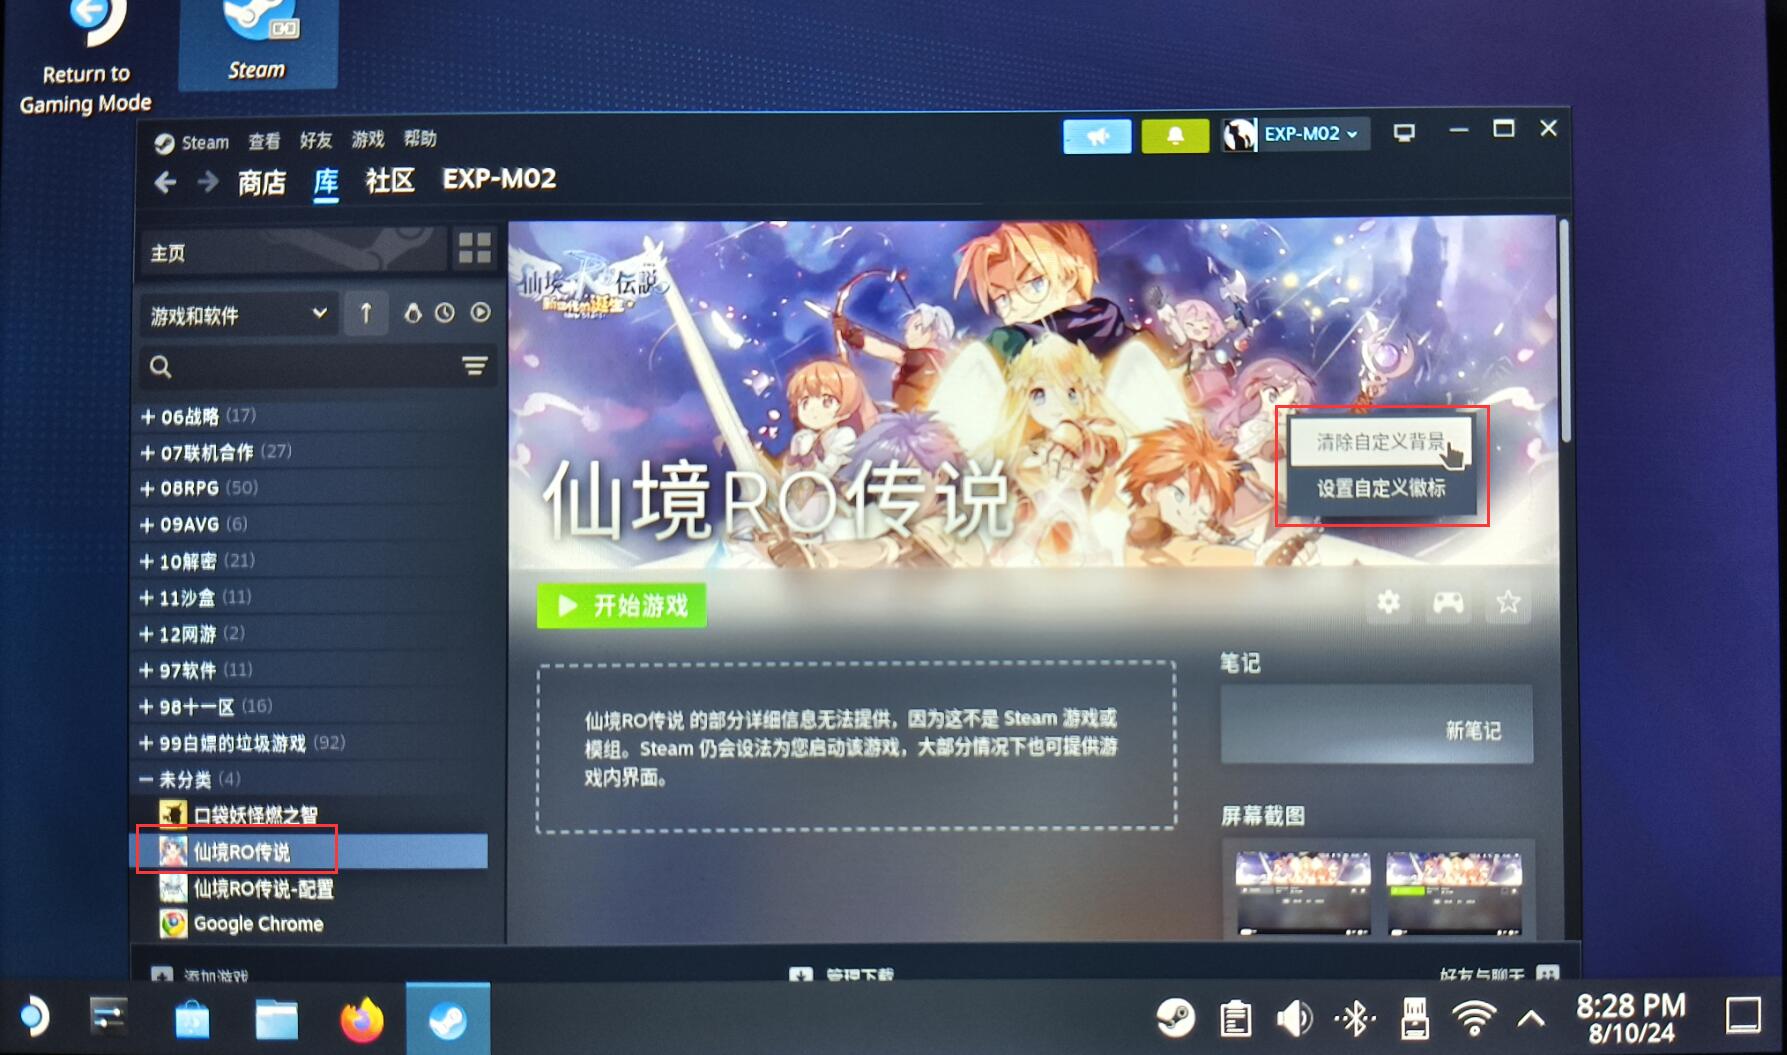 Return to
Gaming Mode
Steam
Steam 查看 好友 游戏 帮助
EXP-M02
商店 库 社区 EXP-M02
主页
游戏和软件
+ 06战略 (17)
+ 07联机合作 (27)
+ 08RPG (50)
+ 09AVG (6)
+ 10解密 (21)
+ 11沙盒 (11)
+ 12网游 (2)
+ 97软件 (11)
+ 98十一区 (16)
+ 99白嫖的垃圾游戏 (92)
− 未分类 (4)
口袋妖怪燃之智
仙境RO传说
仙境RO传说-配置
Google Chrome
仙境 伝説
仙境RO传说
清除自定义背景
设置自定义徽标
开始游戏
仙境RO传说 的部分详细信息无法提供，因为这不是 Steam 游戏或
模组。Steam 仍会设法为您启动该游戏，大部分情况下也可提供游
戏内界面。
笔记
新笔记
屏幕截图
添加游戏
管理下载
好友与聊天
8:28 PM
8/10/24